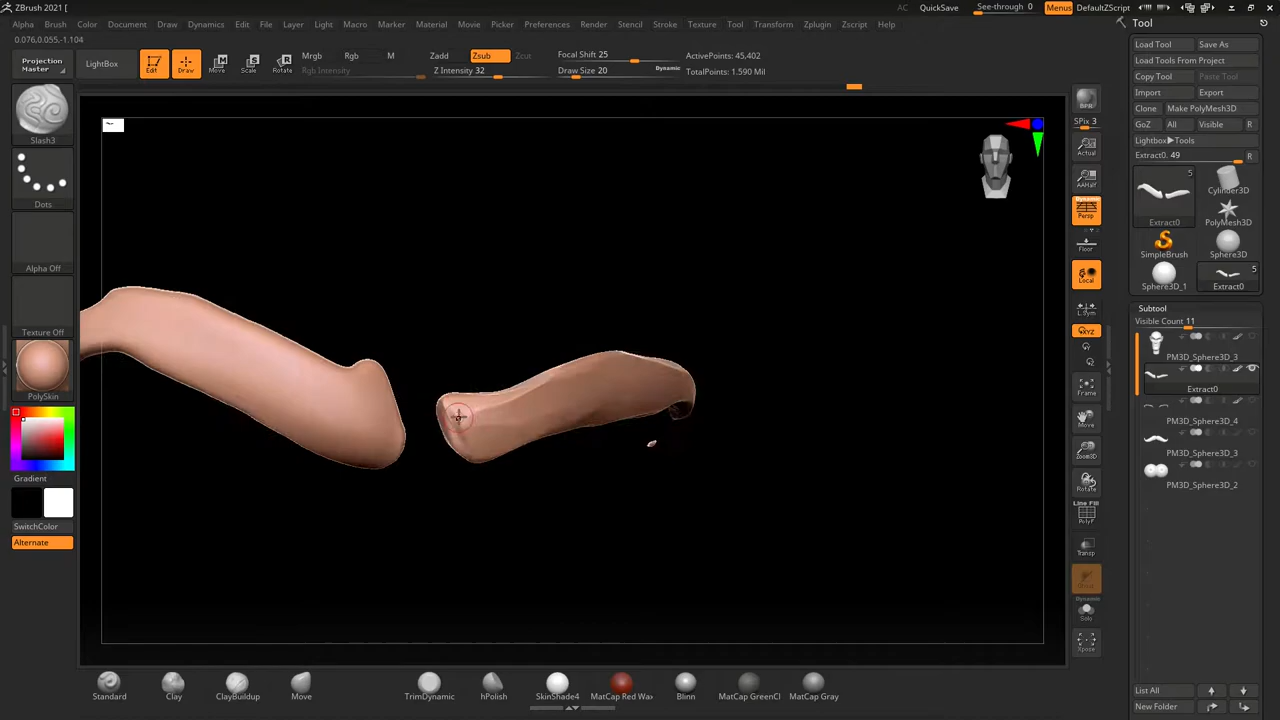 ZBrush 2021 [
AC QuickSave See-through 0 Menus DefaultZScript
Alpha Brush Color Document Draw Dynamics Edit File Layer Light Macro Marker Material Movie Picker Preferences Render Stencil Stroke Texture Tool Transform Zplugin Zscript Help
0.076,0.055,-1.104
Projection Master
LightBox
Edit Draw Move Scale Rotate
Mrgb Rgb M
Rgb Intensity
Zadd Zsub Zcut
Z Intensity 32
Focal Shift 25
Draw Size 20 Dynamic
ActivePoints: 45,402
TotalPoints: 1.590 Mil
Slash3
Dots
Alpha Off
Texture Off
PolySkin
Gradient
SwitchColor
Alternate
BPR
SPix 3
Actual
AAHalf
Dynamic
Persp
Floor
Local
L.Sym
XYZ
Frame
Move
Zoom3D
Rotate
Line Fill
PolyF
Transp
Dynamic
Solo
Xpose
Tool
Load Tool Save As
Load Tools From Project
Copy Tool Paste Tool
Import Export
Clone Make PolyMesh3D
GoZ All Visible R
Lightbox▶Tools
Extract0. 49 R
5
Extract0
Cylinder3D
PolyMesh3D
SimpleBrush
Sphere3D
Sphere3D_1
5
Extract0
Subtool
Visible Count 11
PM3D_Sphere3D_3
Extract0
PM3D_Sphere3D_4
PM3D_Sphere3D_3
PM3D_Sphere3D_2
List All
New Folder
Standard Clay ClayBuildup Move TrimDynamic hPolish SkinShade4 MatCap Red Wax Blinn MatCap GreenCl MatCap Gray